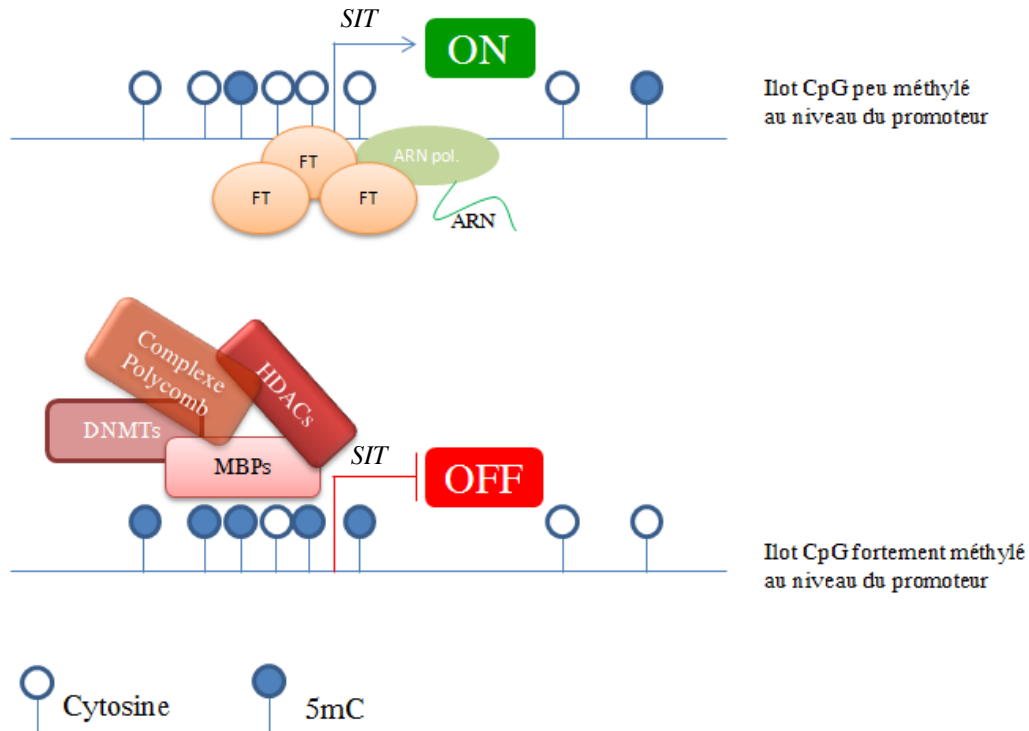 SIT
ON
Ilot CpG peu méthylé
au niveau du promoteur
FT
ARN pol.
FT
FT
ARN
Complexe
Polycomb
HDACs
DNMTs
MBPs
SIT
OFF
Ilot CpG fortement méthylé
au niveau du promoteur
Cytosine
5mC